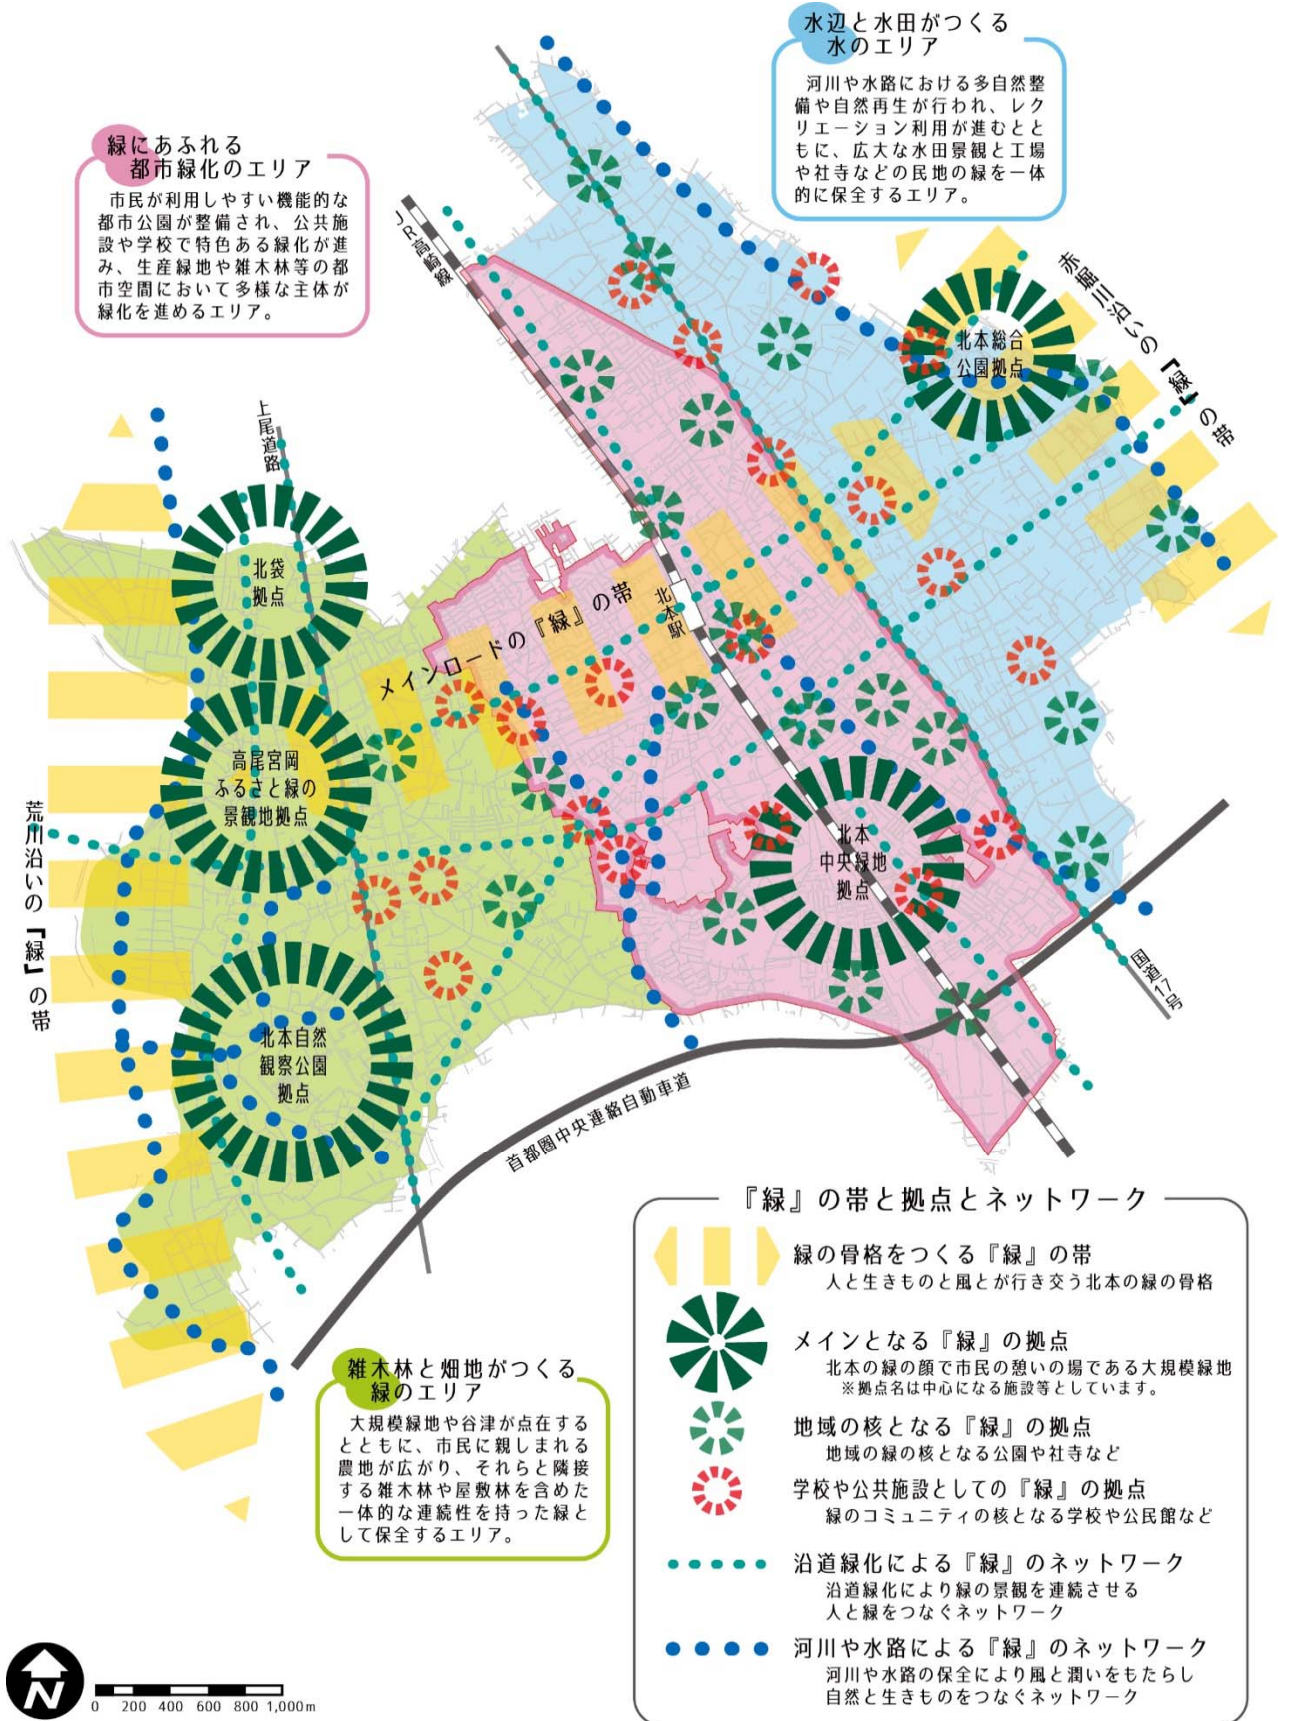 水辺と水田がつくる
水のエリア
河川や水路における多自然整
備や自然再生が行われ、レク
リエーション利用が進むとと
もに、広大な水田景観と工場
や社寺などの民地の緑を一体
的に保全するエリア。
緑にあふれる
都市緑化のエリア
市民が利用しやすい機能的な
都市公園が整備され、公共施
設や学校で特色ある緑化が進
み、生産緑地や雑木林等の都
市空間において多様な主体が
緑化を進めるエリア。
JR高崎線
赤堀川沿いの『緑』の帯
北本総合
公園拠点
上尾道路
北袋
拠点
メインロードの『緑』の帯
北本駅
高尾宮岡
ふるさと緑の
景観地拠点
荒川沿いの『緑』の帯
北本
中央緑地
拠点
国道17号
北本自然
観察公園
拠点
首都圏中央連絡自動車道
雑木林と畑地がつくる
緑のエリア
大規模緑地や谷津が点在する
とともに、市民に親しまれる
農地が広がり、それらと隣接
する雑木林や屋敷林を含めた
一体的な連続性を持った緑と
して保全するエリア。
『緑』の帯と拠点とネットワーク
緑の骨格をつくる『緑』の帯
人と生きものと風とが行き交う北本の緑の骨格
メインとなる『緑』の拠点
北本の緑の顔で市民の憩いの場である大規模緑地
※拠点名は中心になる施設等としています。
地域の核となる『緑』の拠点
地域の緑の核となる公園や社寺など
学校や公共施設としての『緑』の拠点
緑のコミュニティの核となる学校や公民館など
沿道緑化による『緑』のネットワーク
沿道緑化により緑の景観を連続させる
人と緑をつなぐネットワーク
河川や水路による『緑』のネットワーク
河川や水路の保全により風と潤いをもたらし
自然と生きものをつなぐネットワーク
N
0 200 400 600 800 1,000m